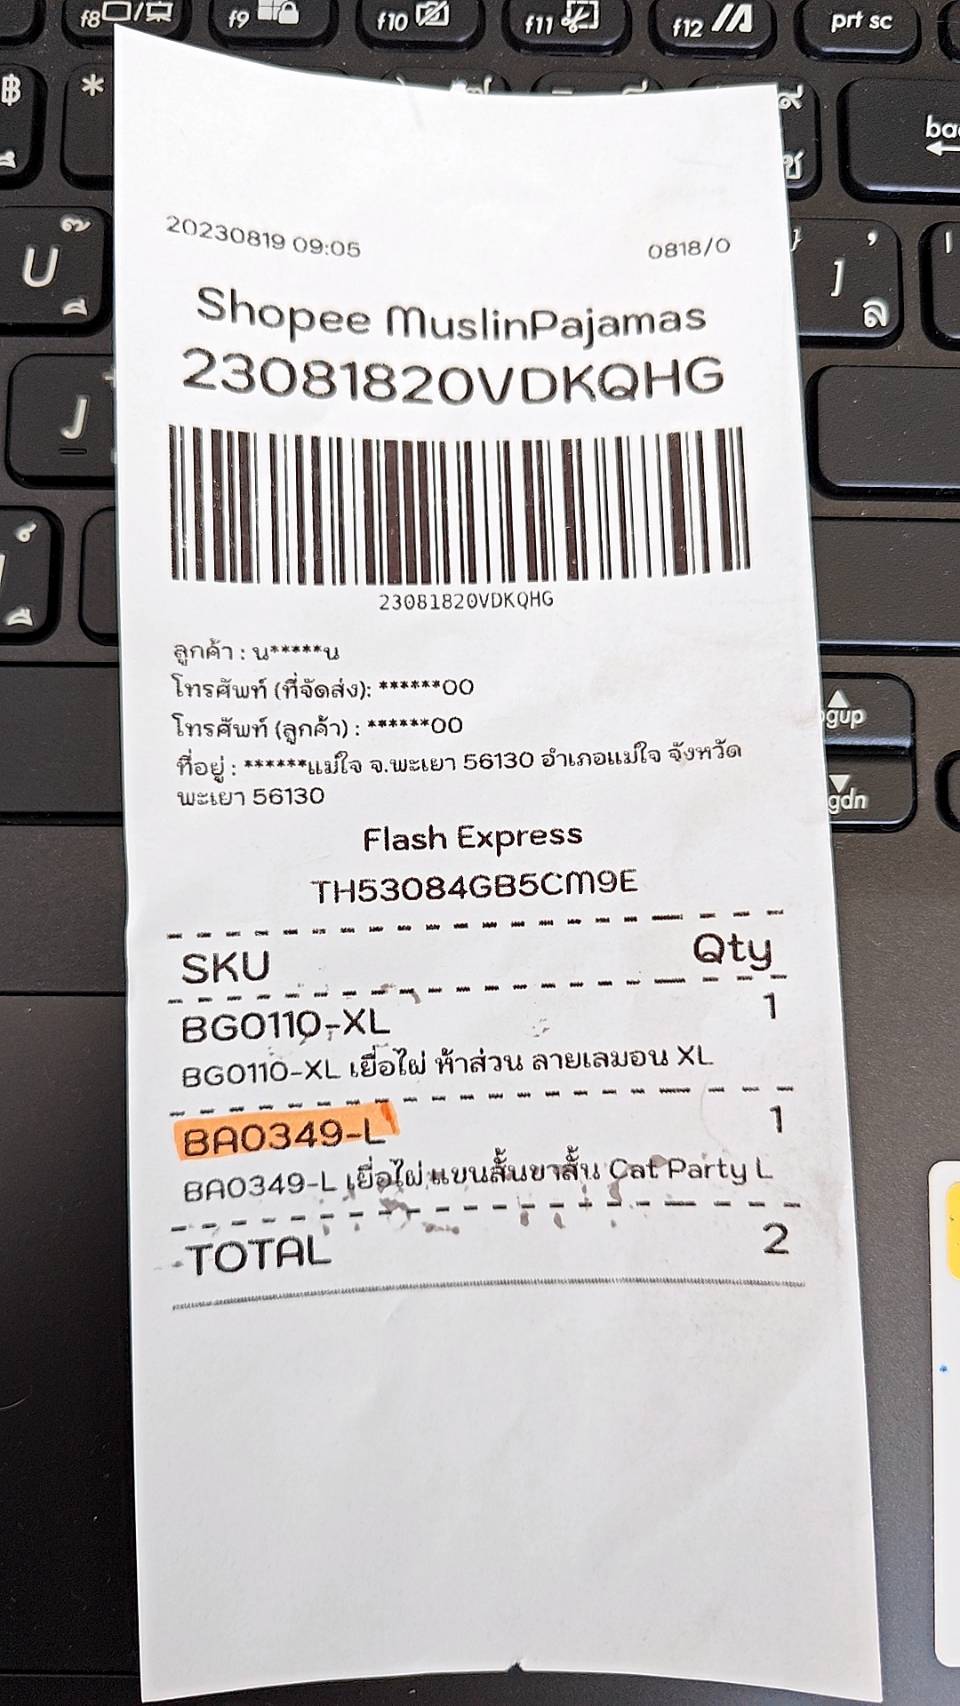 f8
f9
f10
f11
f12
prt sc
฿
*
ba
U
J
]
ล
gup
gdn
20230819 09:05
0818/0
Shopee MuslinPajamas
23081820VDKQHG
23081820VDKQHG
ลูกค้า : น*****น
โทรศัพท์ (ที่จัดส่ง): ******00
โทรศัพท์ (ลูกค้า) : ******00
ที่อยู่ : ******แม่ใจ จ.พะเยา 56130 อำเภอแม่ใจ จังหวัด
พะเยา 56130
Flash Express
TH53084GB5CM9E
SKU Qty
BG0110-XL 1
BG0110-XL เยื่อไผ่ ห้าส่วน ลายเลมอน XL
BA0349-L 1
BA0349-L เยื่อไผ่ แขนสั้นขาสั้น Cat Party L
TOTAL 2